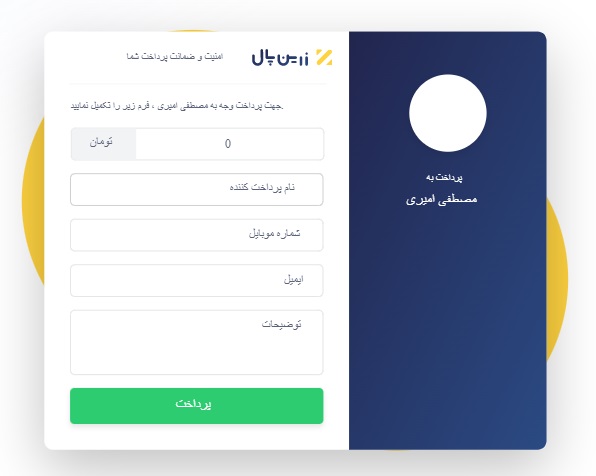 زرین پال
امنیت و ضمانت پرداخت شما
جهت پرداخت وجه به مصطفی امیری ، فرم زیر را تکمیل نمایید.
0
تومان
نام پرداخت کننده
شماره موبایل
ایمیل
توضیحات
پرداخت
پرداخت به
مصطفی امیری